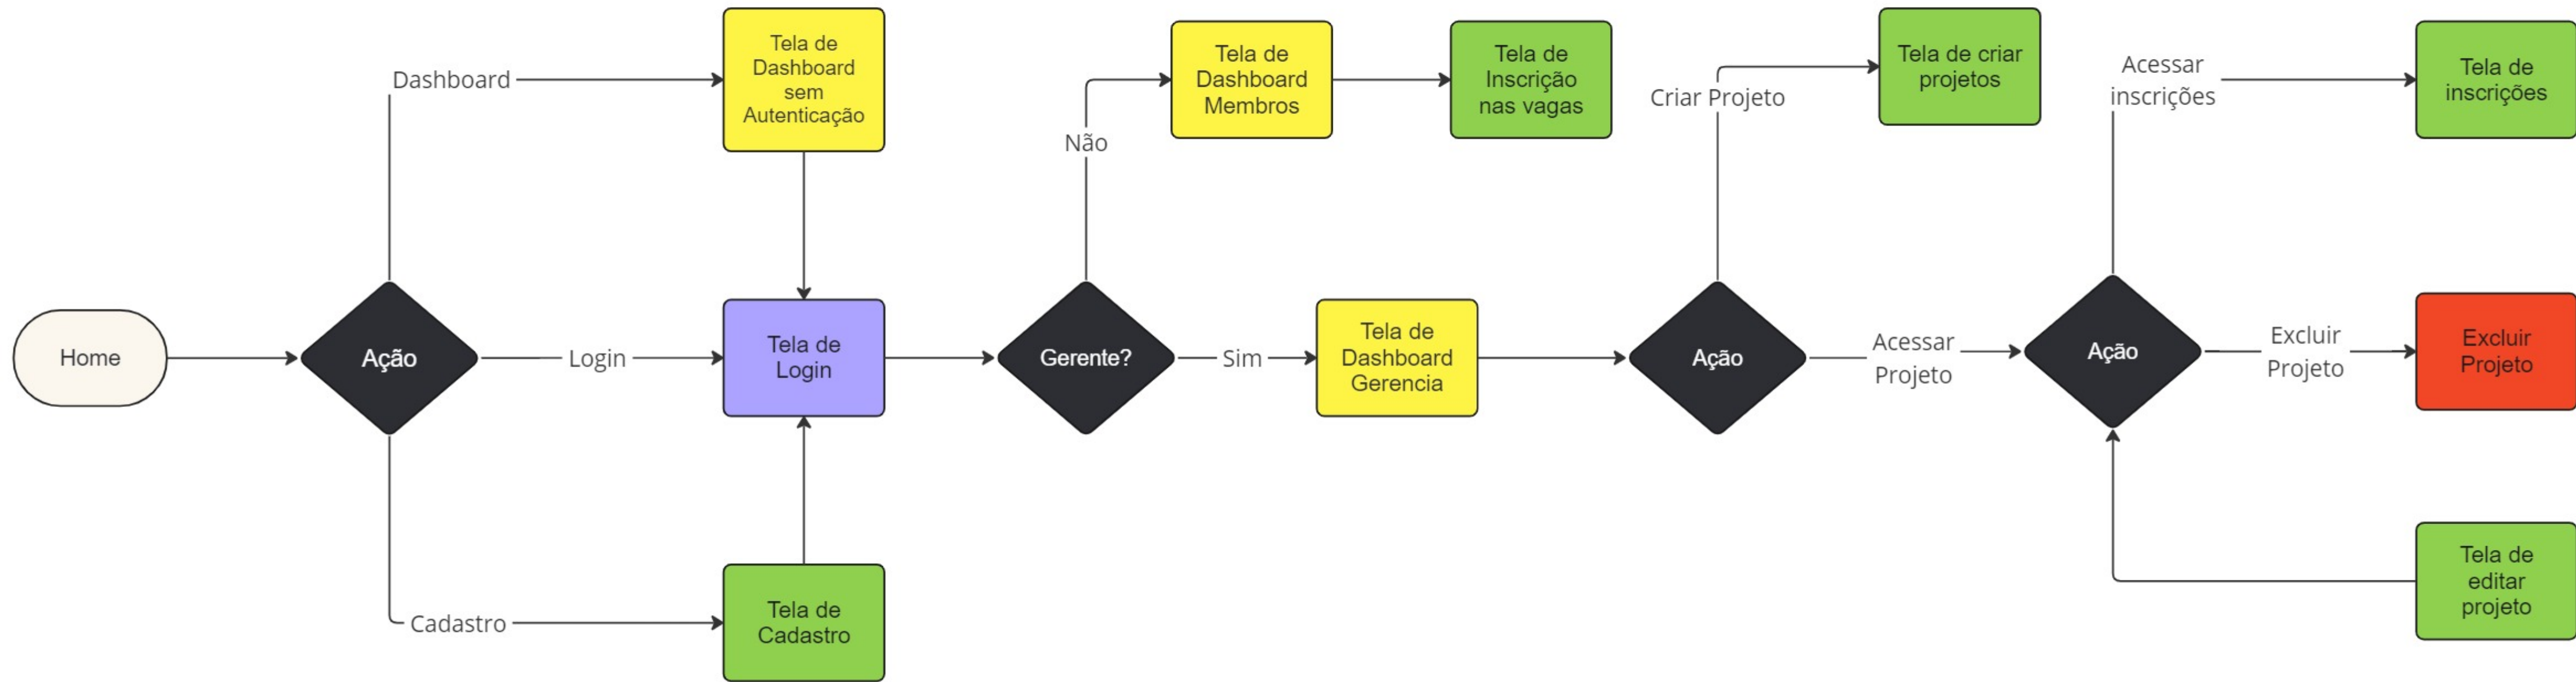 Home
Ação
Dashboard
Login
Cadastro
Tela de
Dashboard
sem
Autenticação
Tela de
Login
Tela de
Cadastro
Gerente?
Não
Sim
Tela de
Dashboard
Membros
Tela de
Inscrição
nas vagas
Tela de
Dashboard
Gerencia
Ação
Criar Projeto
Tela de criar
projetos
Acessar
Projeto
Ação
Acessar
inscrições
Tela de
inscrições
Excluir
Projeto
Excluir
Projeto
Tela de
editar
projeto